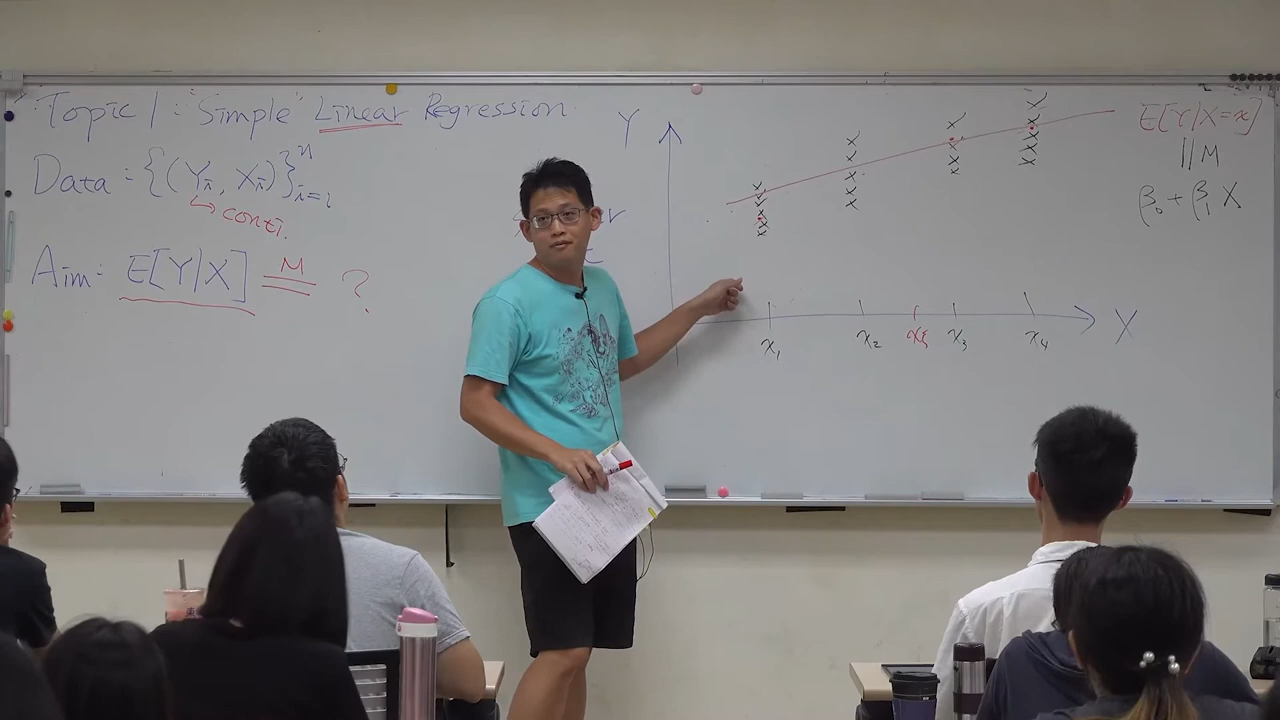 Topic 1: "Simple" Linear Regression
Data: {(Yi, Xi)}ⁿi=1
↳ conti.
Aim: E[Y|X] M ?
Y
E[Y|X=x]
|| M
β0 + β1 X
x1 x2 x3 x4 X